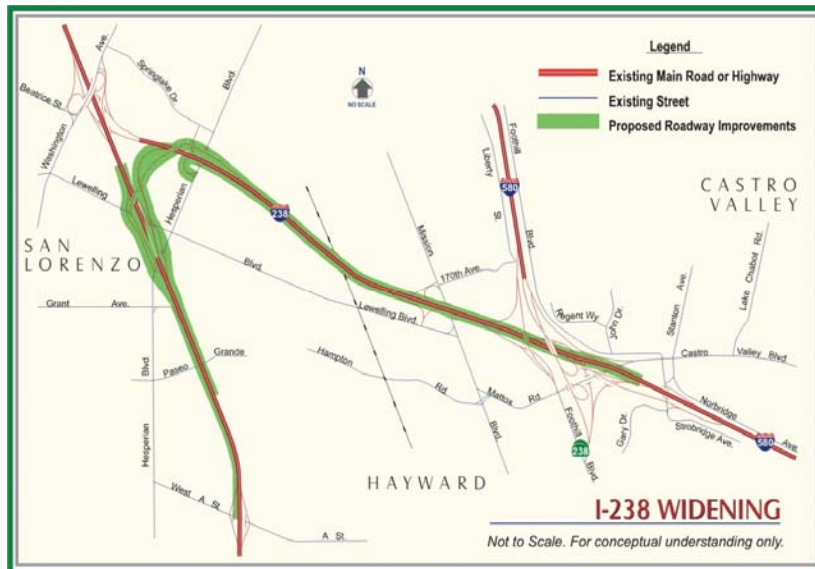 Legend
Existing Main Road or Highway
Existing Street
Proposed Roadway Improvements
N
NO SCALE
Ave.
Springlake Dr.
Blvd.
Beatrice St.
Washington
Lewelling
Hesperian
238
Foothill
Liberty
St.
580
Blvd.
CASTRO
VALLEY
SAN
LORENZO
Mission
170th Ave.
Blvd.
Lewelling Blvd.
Grant Ave.
Regent Wy
John Dr.
Stanton Ave.
Lake Chabot Rd.
Castro Valley Blvd.
Paseo Grande
Blvd.
Hesperian
Hampton Rd.
Mattox Rd.
Blvd.
Foothill Blvd.
238
Gary Dr.
Strobridge Ave.
Norbridge Ave.
580
HAYWARD
West A St.
A St.
I-238 WIDENING
Not to Scale. For conceptual understanding only.